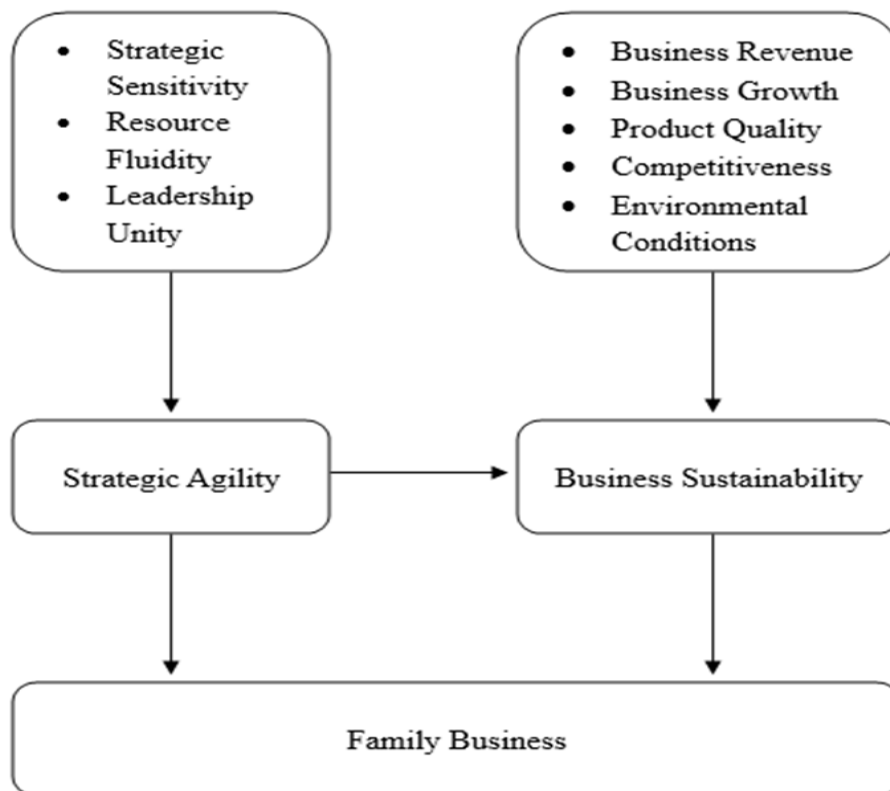 • Strategic
Sensitivity
• Resource
Fluidity
• Leadership
Unity
• Business Revenue
• Business Growth
• Product Quality
• Competitiveness
• Environmental
Conditions
Strategic Agility
Business Sustainability
Family Business